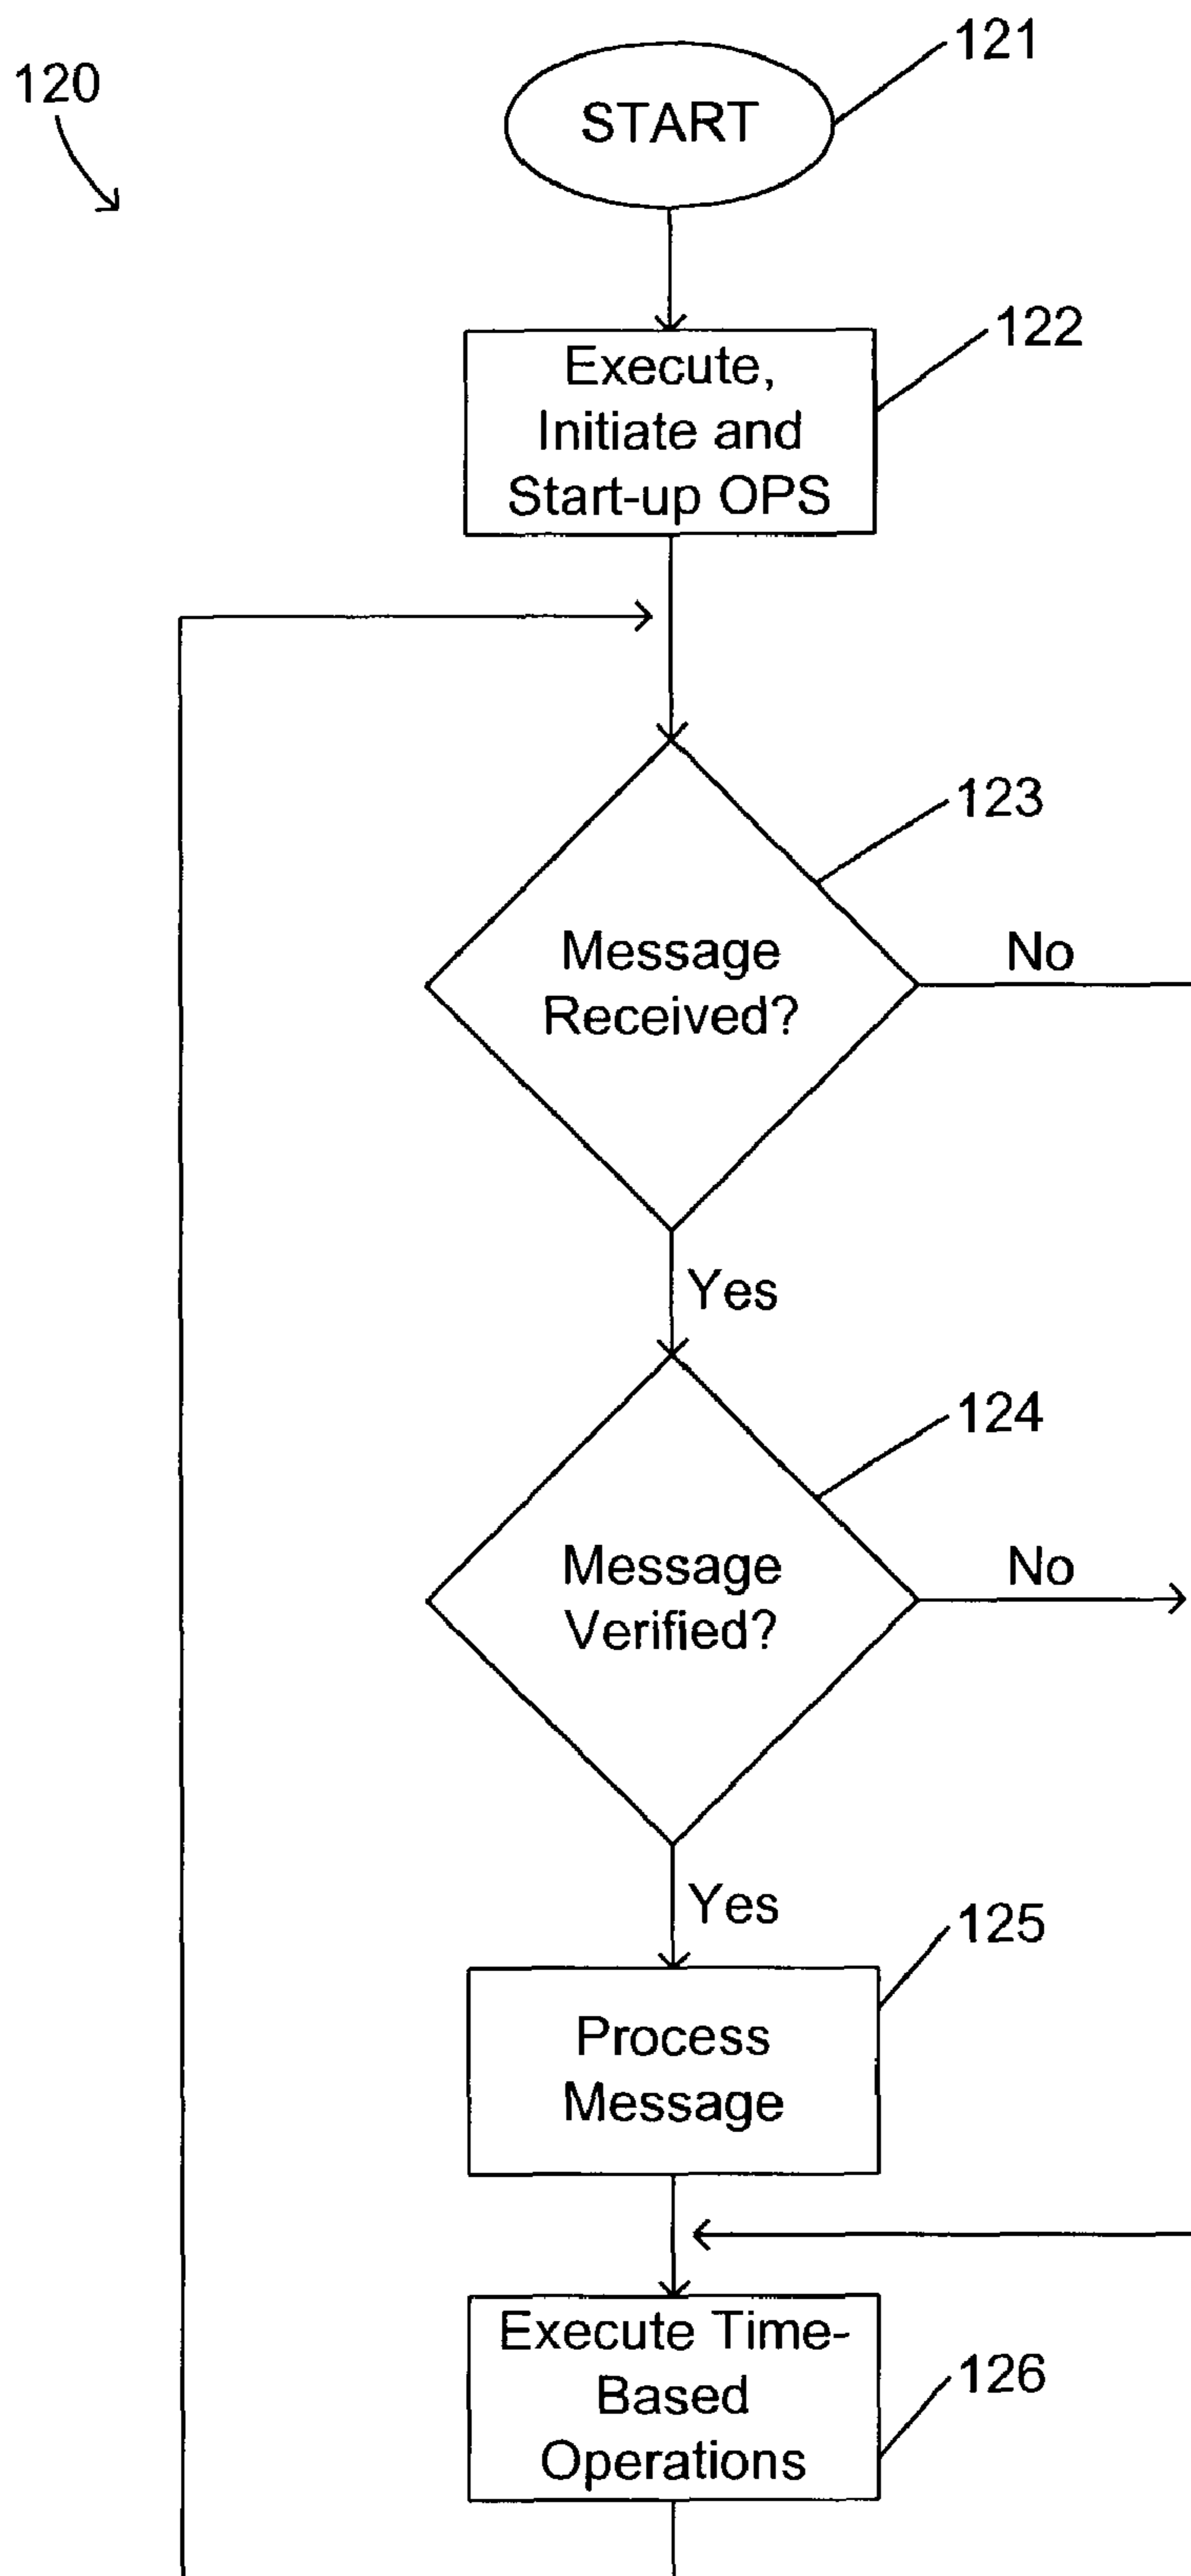 120
121
START
122
Execute,
Initiate and
Start-up OPS
123
Message
Received?
No
Yes
124
Message
Verified?
No
Yes
125
Process
Message
Execute Time-
Based
Operations
126